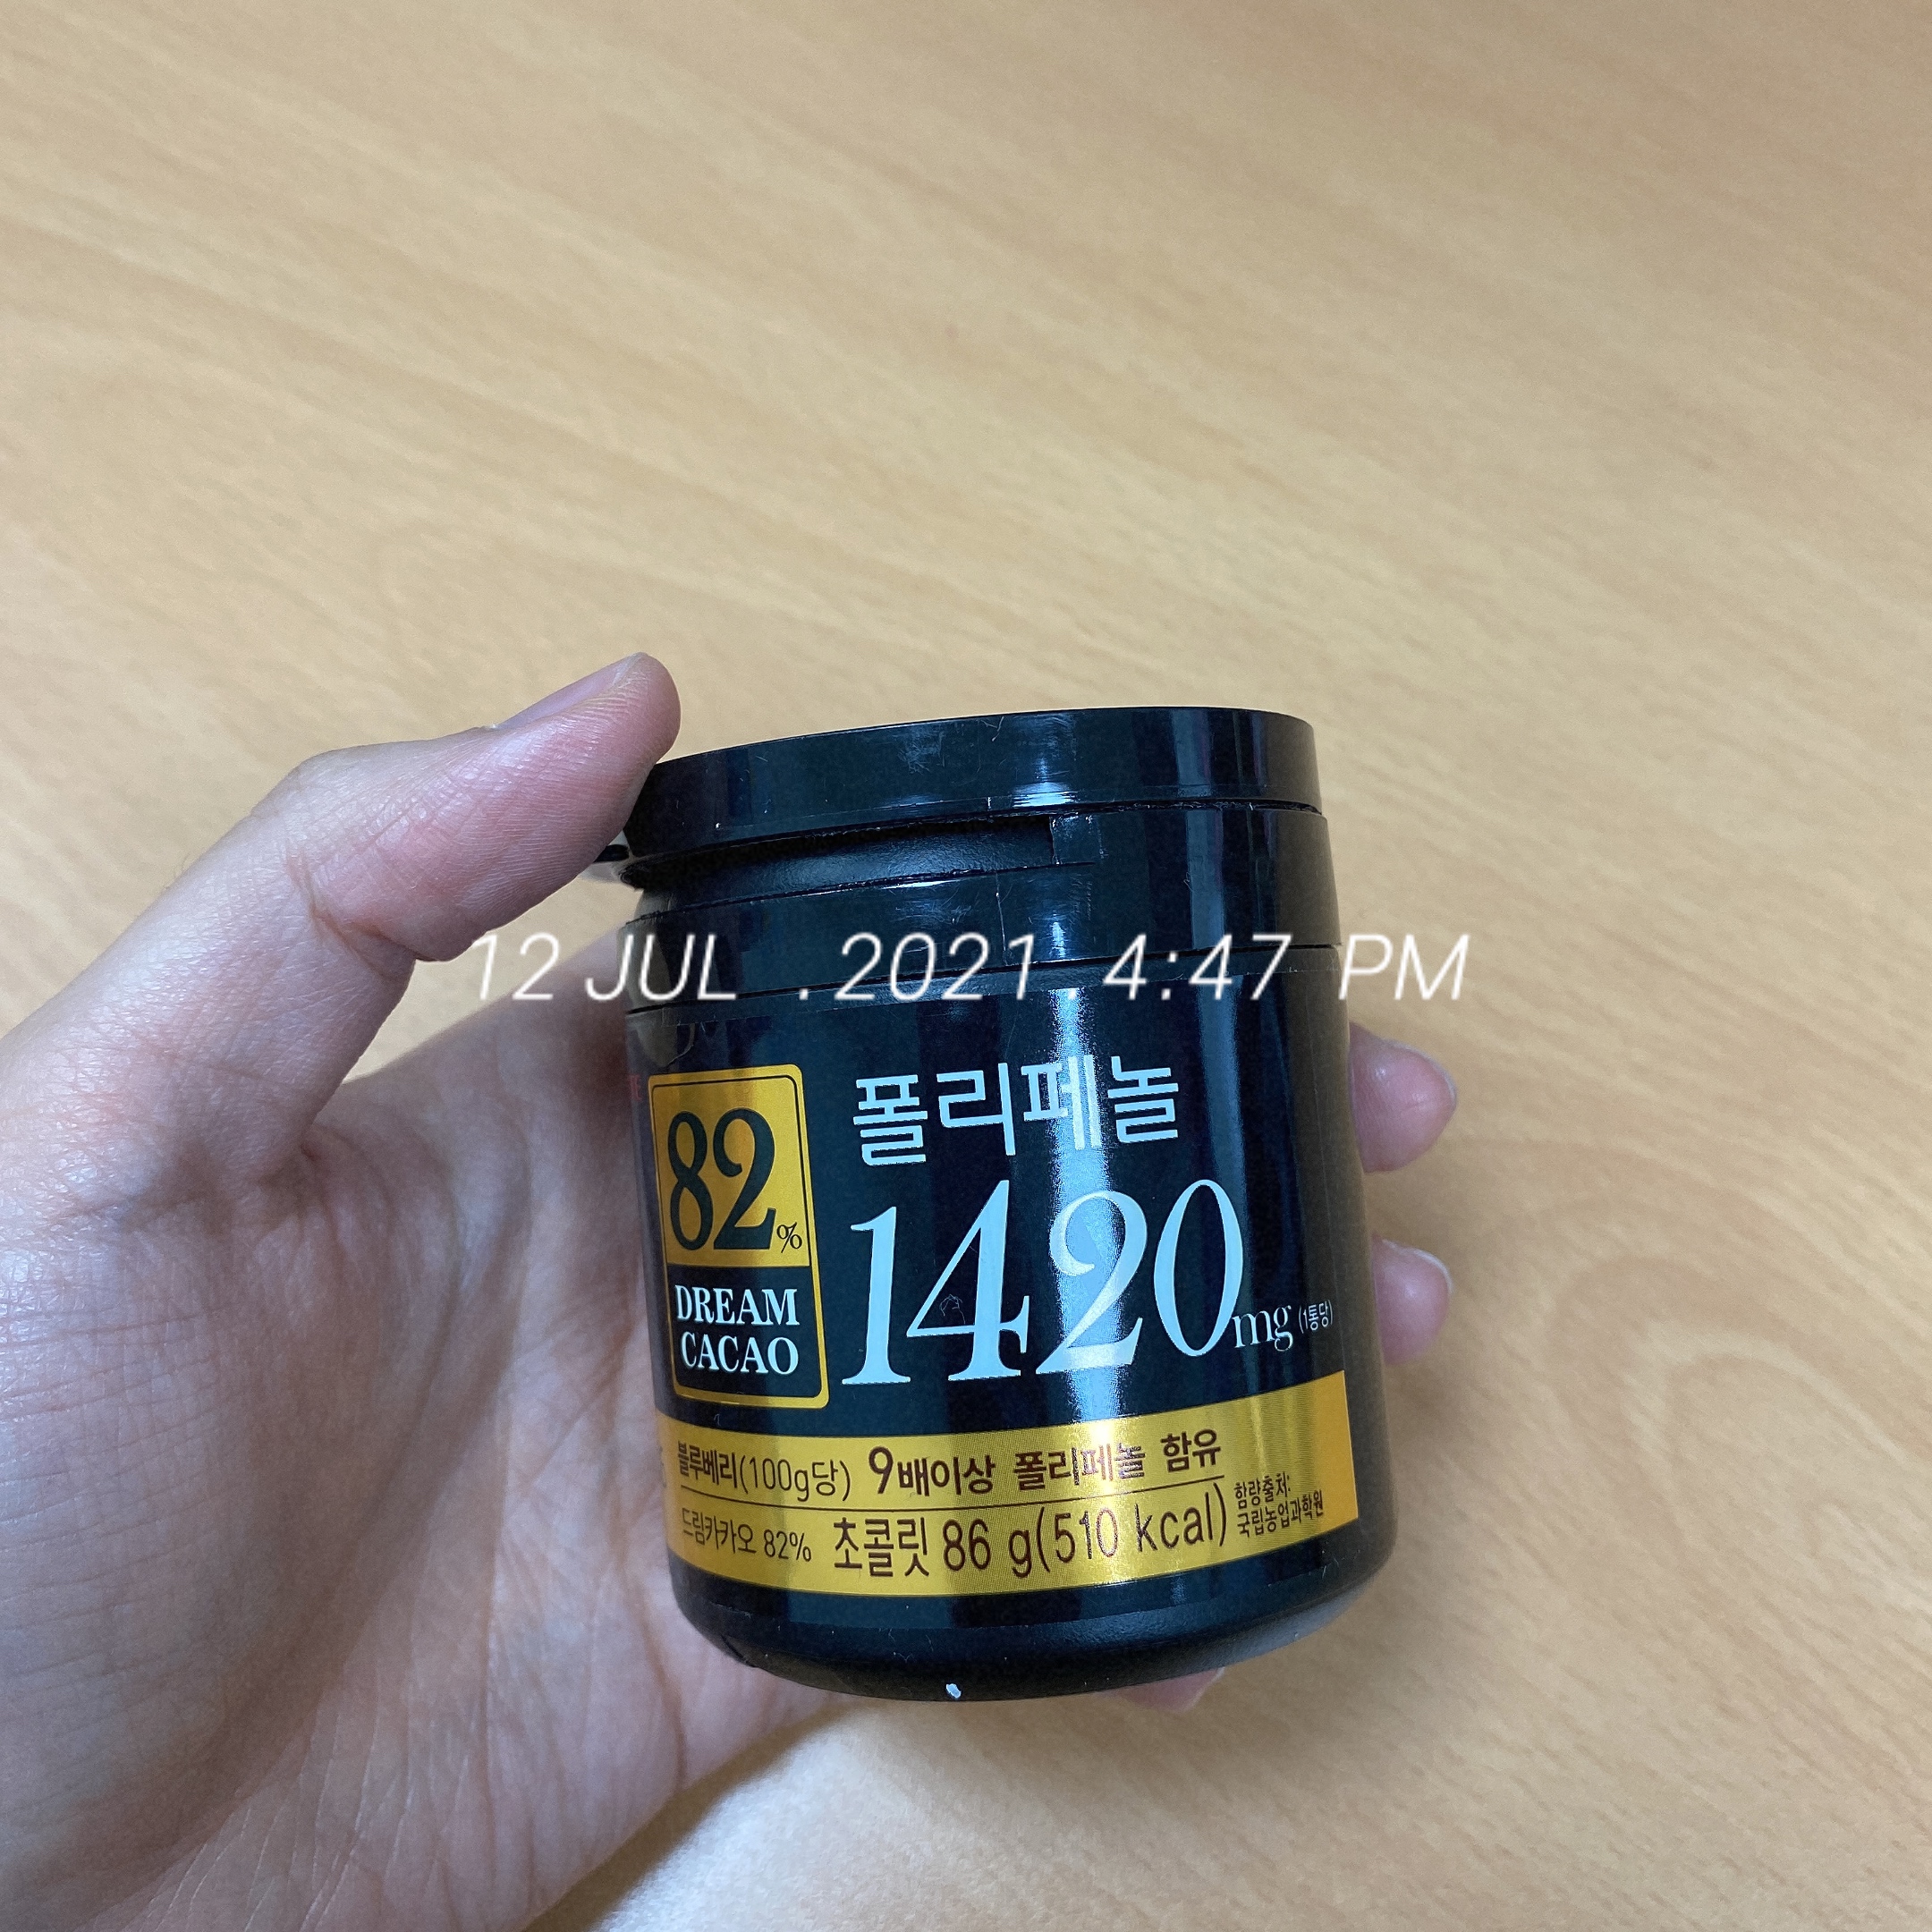 12 JUL . 2021 . 4:47 PM
82%
DREAM
CACAO
폴리페놀
1420mg (1통당)
블루베리(100g당) 9배이상 폴리페놀 함유
드림카카오 82% 초콜릿 86 g(510 kcal)
함량출처:
국립농업과학원